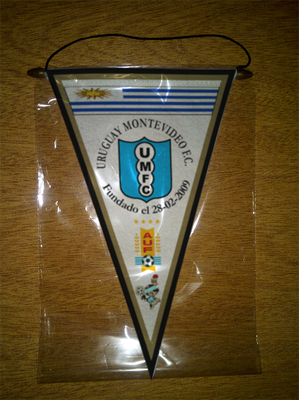 URUGUAY MONTEVIDEO F.C.
UMFC
Fundado el 28-02-2009
AUF